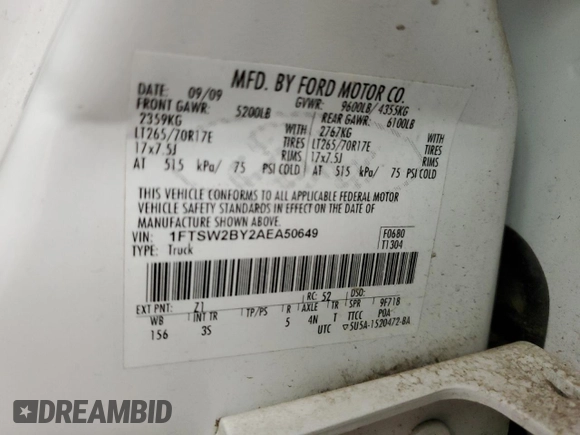 MFD. BY FORD MOTOR CO.
DATE: 09/09 GVWR: 9600LB/ 4355KG
FRONT GAWR: 5200LB REAR GAWR: 6100LB
2359KG WITH 2767KG WITH
LT265/70R17E TIRES LT265/70R17E TIRES
17x7.5J RIMS 17x7.5J RIMS
AT 515 kPa/ 75 PSI COLD AT 515 kPa/ 75 PSI COLD
THIS VEHICLE CONFORMS TO ALL APPLICABLE FEDERAL MOTOR
VEHICLE SAFETY STANDARDS IN EFFECT ON THE DATE OF
MANUFACTURE SHOWN ABOVE.
VIN: 1FTSW2BY2AEA50649 F0680
TYPE: Truck T1304
EXT PNT: Z1 RC: 52 DSO:
WB INT TR TP/PS R AXLE TR SPR 9F71B
156 3S 5 4N T TTCC P0A
UTC ▽5U5A-1520472-BA
DREAMBID